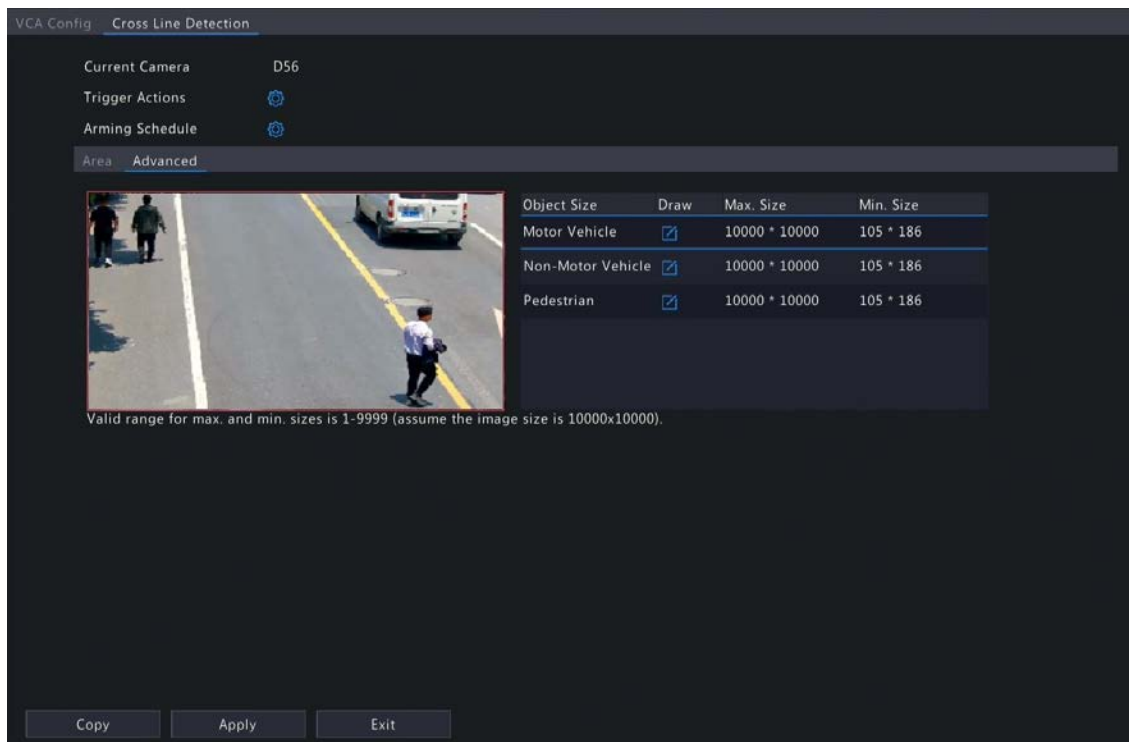 VCA Config Cross Line Detection
Current Camera D56
Trigger Actions
Arming Schedule
Area Advanced
Object Size Draw Max. Size Min. Size
Motor Vehicle 10000 * 10000 105 * 186
Non-Motor Vehicle 10000 * 10000 105 * 186
Pedestrian 10000 * 10000 105 * 186
Valid range for max. and min. sizes is 1-9999 (assume the image size is 10000x10000).
Copy Apply Exit